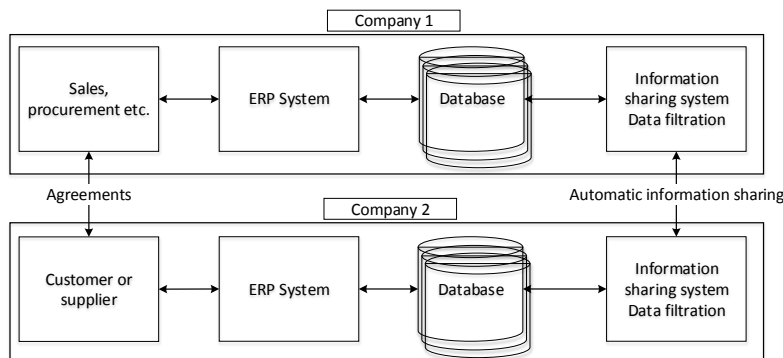 Company 1
Sales,
procurement etc.
ERP System
Database
Information
sharing system
Data filtration
Agreements
Automatic information sharing
Company 2
Customer or
supplier
ERP System
Database
Information
sharing system
Data filtration